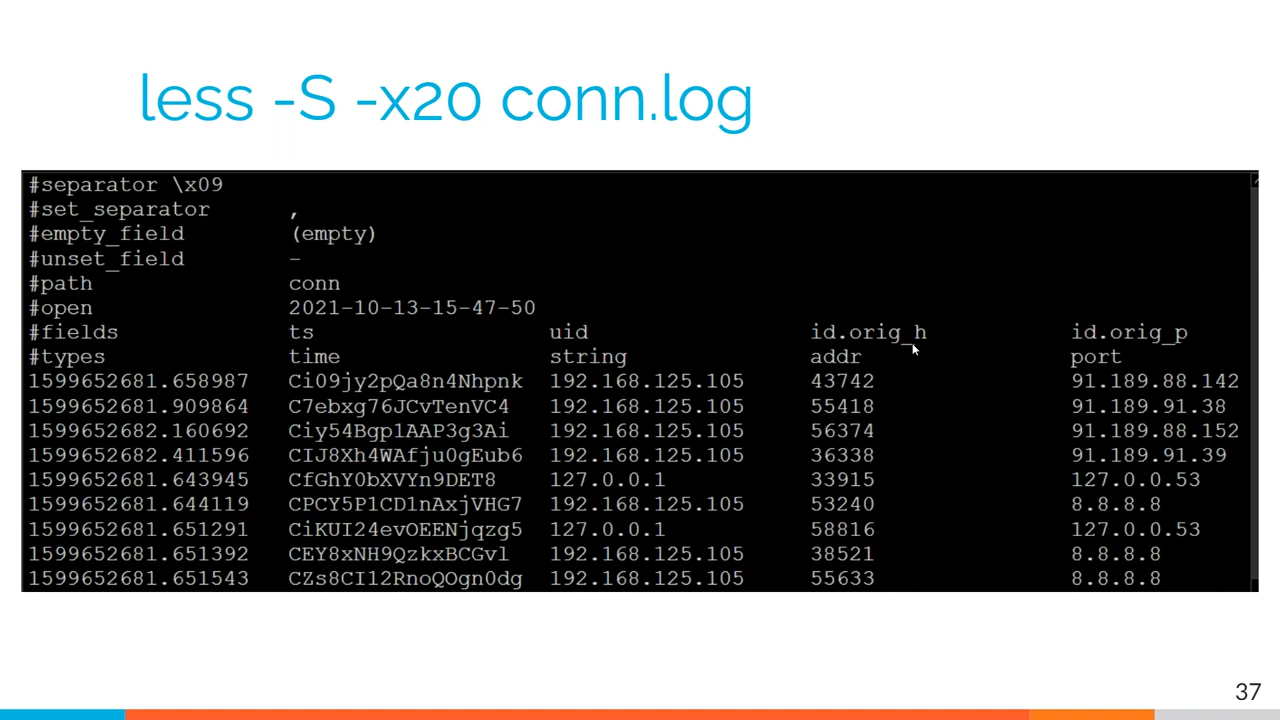 less -S -x20 conn.log
#separator \x09
#set_separator ,
#empty_field (empty)
#unset_field -
#path conn
#open 2021-10-13-15-47-50
#fields ts uid id.orig_h id.orig_p
#types time string addr port
1599652681.658987 Ci09jy2pQa8n4Nhpnk 192.168.125.105 43742 91.189.88.142
1599652681.909864 C7ebxg76JCvTenVC4 192.168.125.105 55418 91.189.91.38
1599652682.160692 Ciy54Bgp1AAP3g3Ai 192.168.125.105 56374 91.189.88.152
1599652682.411596 CIJ8Xh4WAfju0gEub6 192.168.125.105 36338 91.189.91.39
1599652681.643945 CfGhY0bXVYn9DET8 127.0.0.1 33915 127.0.0.53
1599652681.644119 CPCY5P1CD1nAxjVHG7 192.168.125.105 53240 8.8.8.8
1599652681.651291 CiKUI24evOEENjqzg5 127.0.0.1 58816 127.0.0.53
1599652681.651392 CEY8xNH9QzkxBCGvl 192.168.125.105 38521 8.8.8.8
1599652681.651543 CZs8CI12RnoQOgn0dg 192.168.125.105 55633 8.8.8.8
37